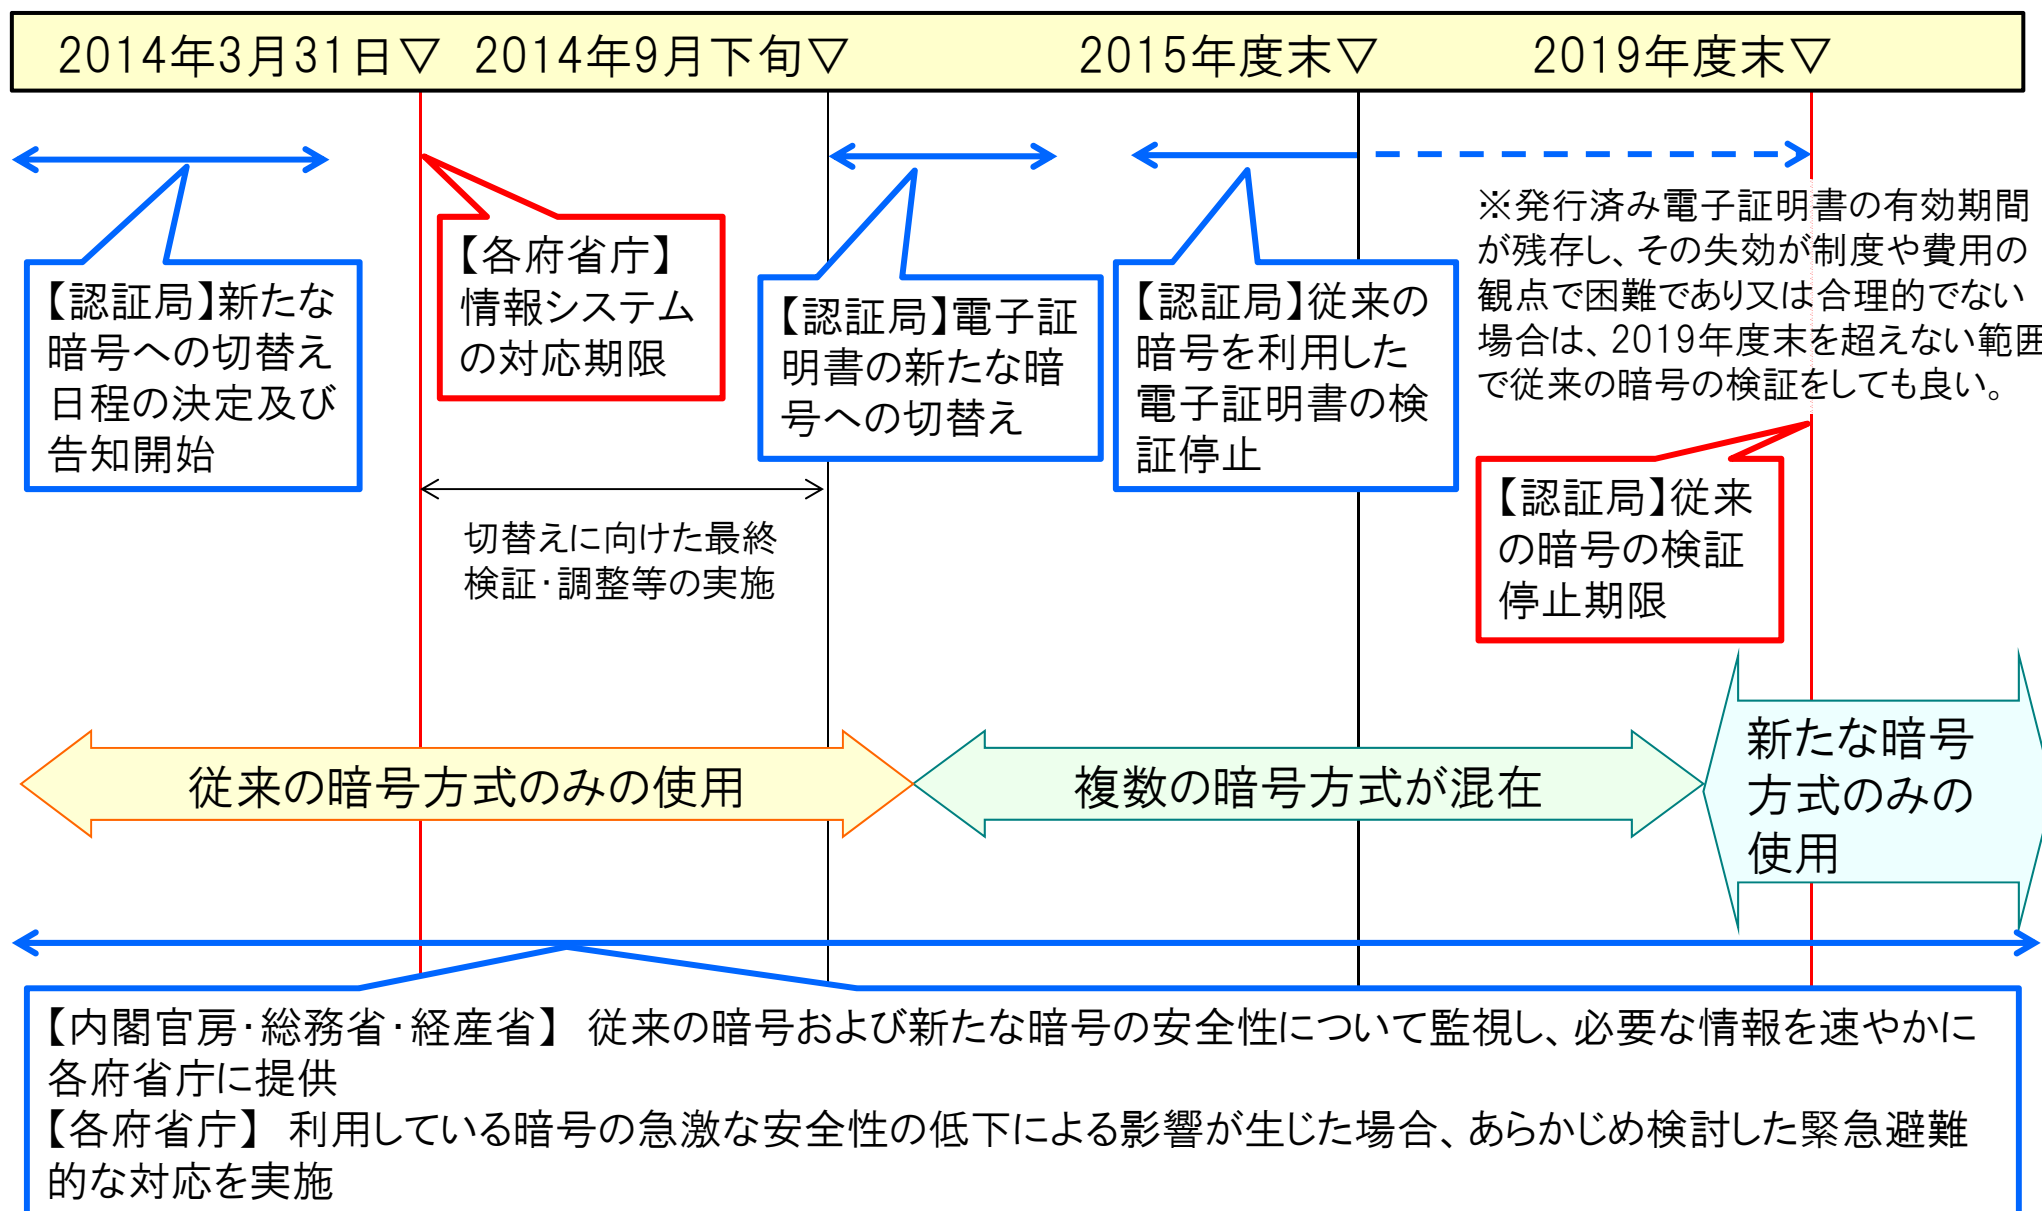 2014年3月31日▽ 2014年9月下旬▽ 2015年度末▽ 2019年度末▽
【認証局】新たな
暗号への切替え
日程の決定及び
告知開始
【各府省庁】
情報システム
の対応期限
【認証局】電子証
明書の新たな暗
号への切替え
【認証局】従来の
暗号を利用した
電子証明書の検
証停止
※発行済み電子証明書の有効期間
が残存し、その失効が制度や費用の
観点で困難であり又は合理的でない
場合は、2019年度末を超えない範囲
で従来の暗号の検証をしても良い。
【認証局】従来
の暗号の検証
停止期限
切替えに向けた最終
検証・調整等の実施
従来の暗号方式のみの使用
複数の暗号方式が混在
新たな暗号
方式のみの
使用
【内閣官房・総務省・経産省】 従来の暗号および新たな暗号の安全性について監視し、必要な情報を速やかに
各府省庁に提供
【各府省庁】 利用している暗号の急激な安全性の低下による影響が生じた場合、あらかじめ検討した緊急避難
的な対応を実施